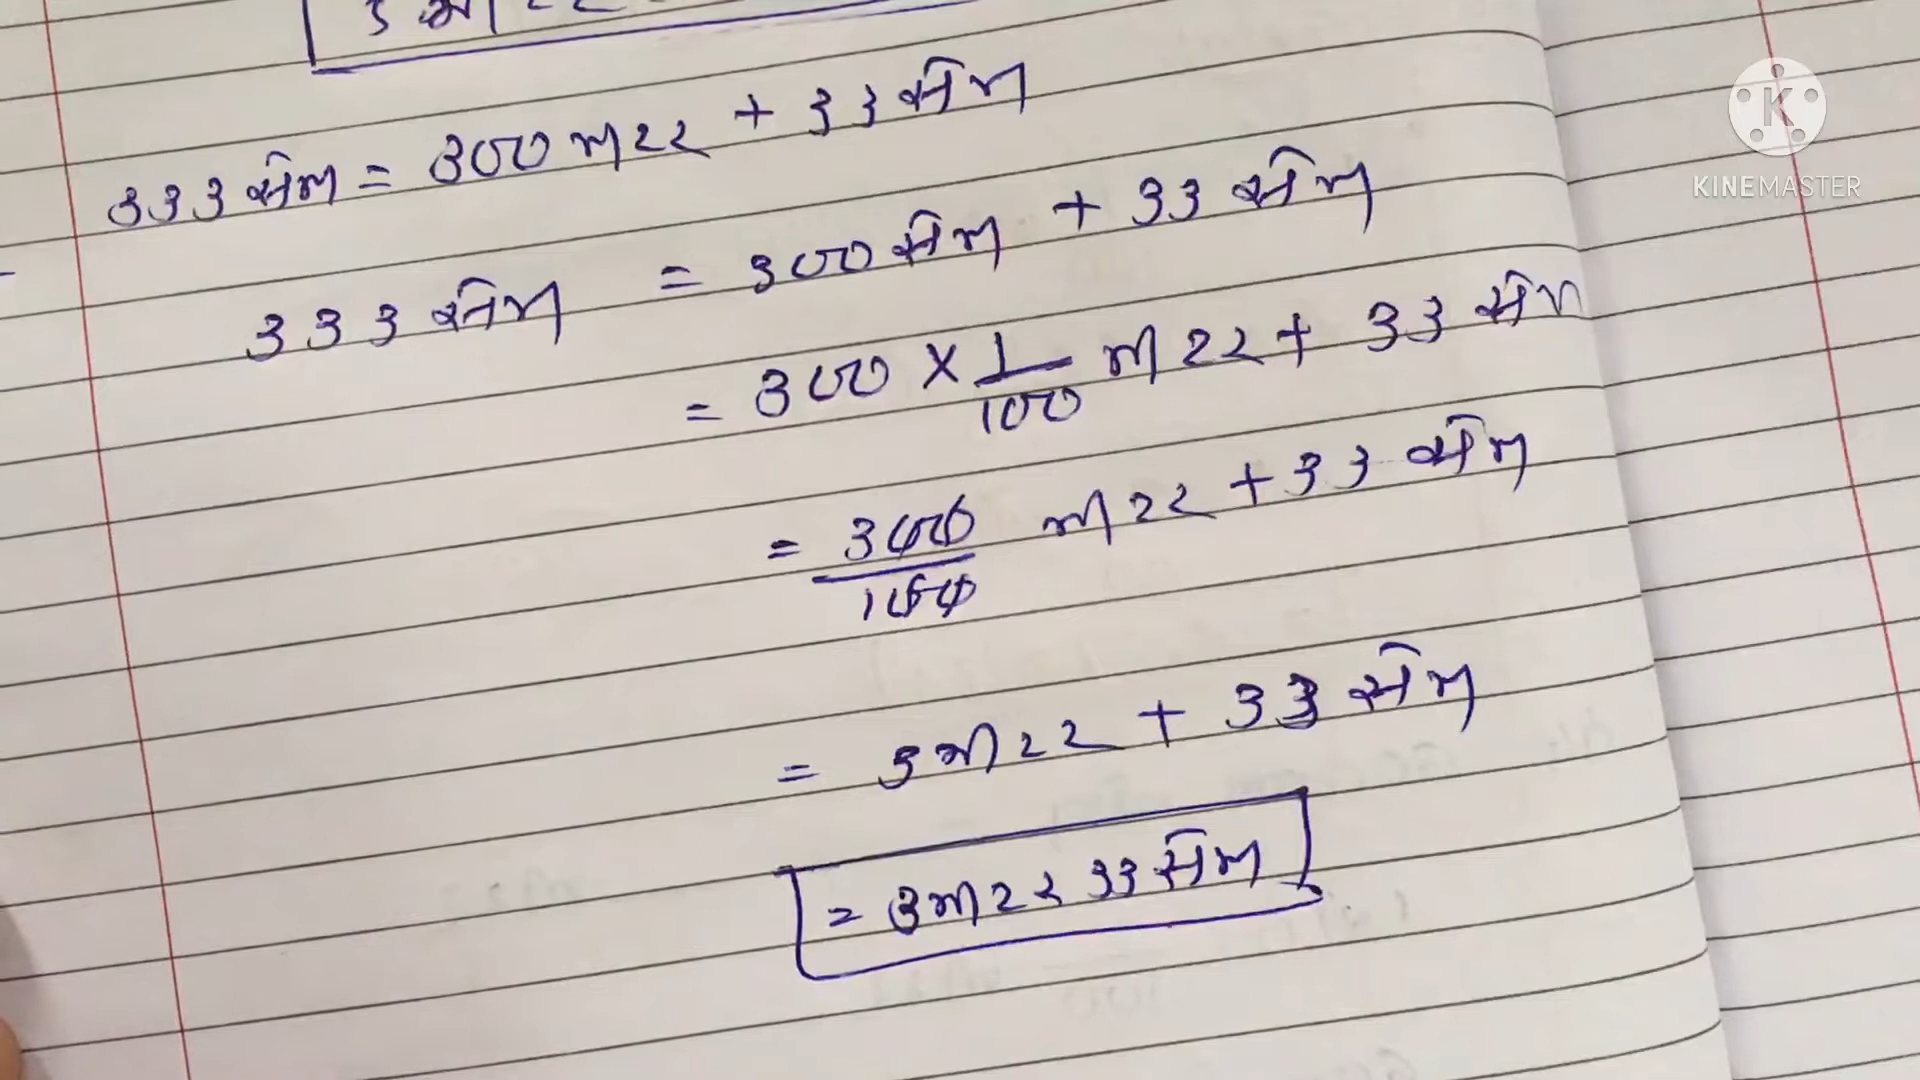 333 सेमी = 300 मीटर + 33 सेमी
333 सेमी = 300 सेमी + 33 सेमी
= 300 × 1/100 मीटर + 33 सेमी
= 300/100 मीटर + 33 सेमी
= 3 मीटर + 33 सेमी
= 3 मीटर 33 सेमी
KINEMASTER